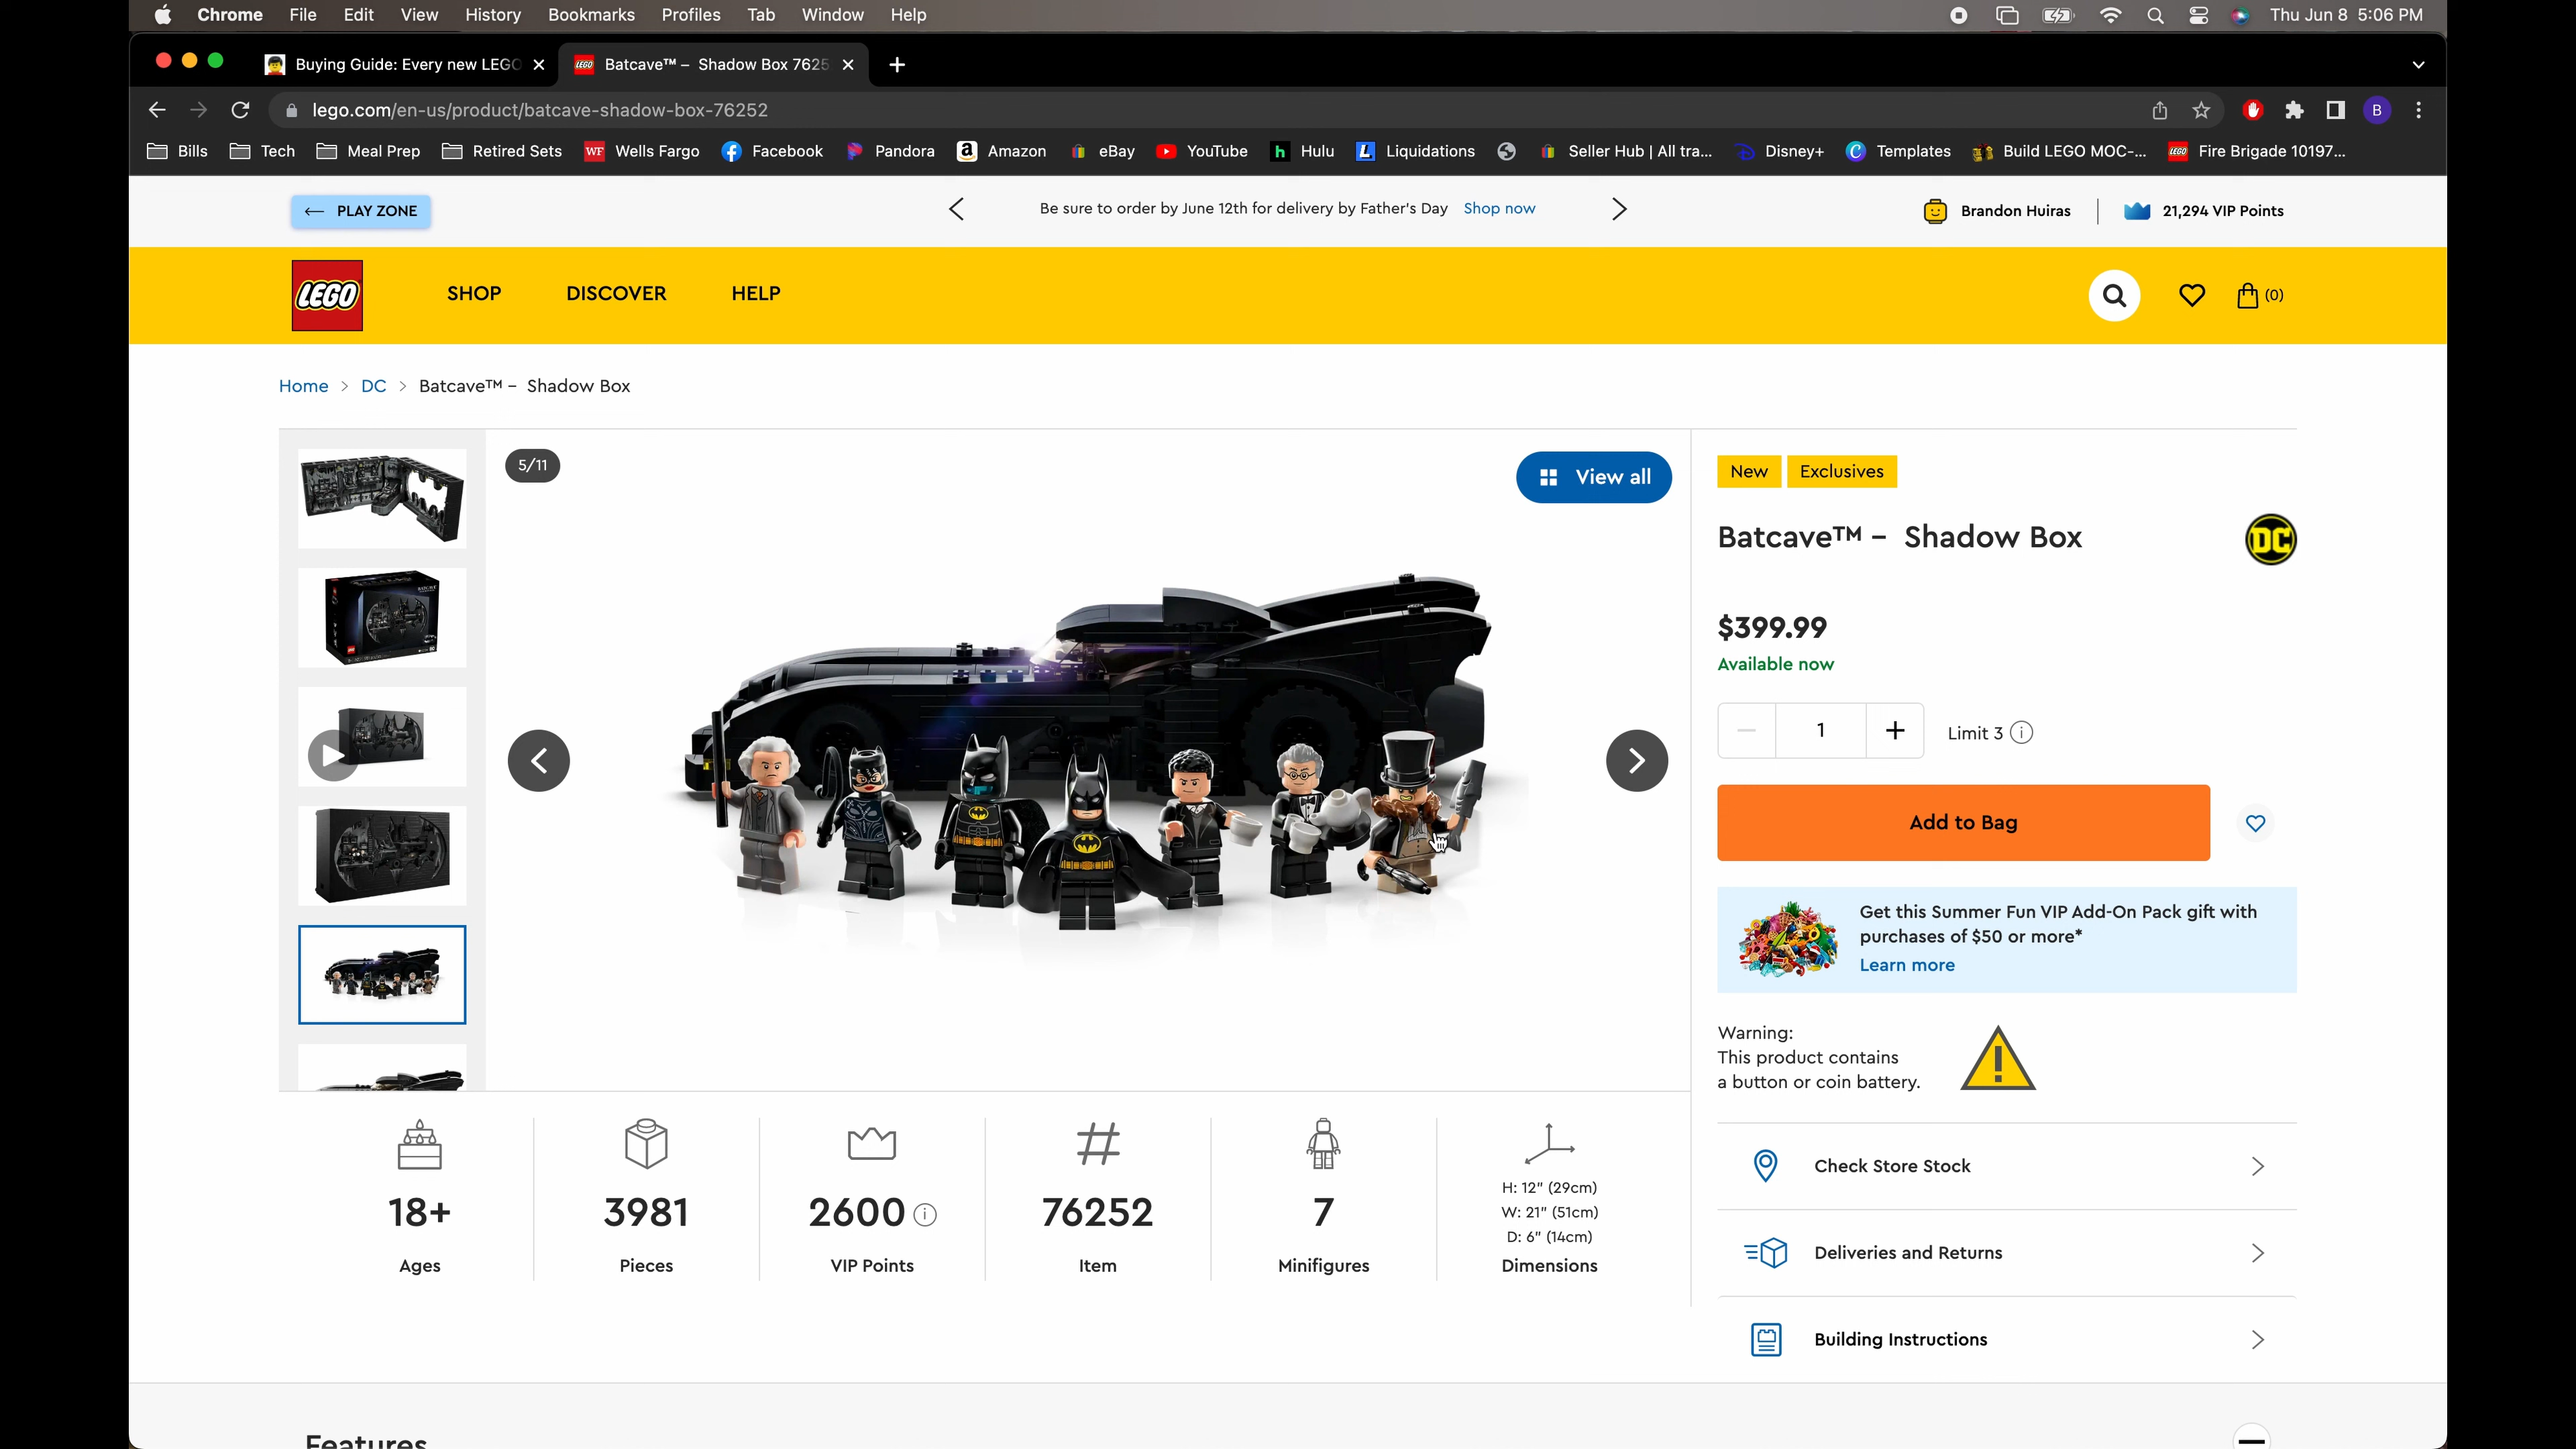 Chrome File Edit View History Bookmarks Profiles Tab Window Help Thu Jun 8 5:06 PM
Buying Guide: Every new LEGO Batcave™ – Shadow Box 7625
lego.com/en-us/product/batcave-shadow-box-76252 B
Bills Tech Meal Prep Retired Sets WF Wells Fargo Facebook Pandora Amazon eBay YouTube h Hulu L Liquidations Seller Hub | All tra... Disney+ Templates Build LEGO MOC-... LEGO Fire Brigade 10197...
PLAY ZONE Be sure to order by June 12th for delivery by Father's Day Shop now Brandon Huiras 21,294 VIP Points
LEGO SHOP DISCOVER HELP (0)
Home > DC > Batcave™ – Shadow Box
5/11 View all
New Exclusives
Batcave™ – Shadow Box DC
$399.99
Available now
1 Limit 3
Add to Bag
Get this Summer Fun VIP Add-On Pack gift with
purchases of $50 or more*
Learn more
Warning:
This product contains
a button or coin battery.
Check Store Stock
Deliveries and Returns
Building Instructions
18+
Ages
3981
Pieces
2600
VIP Points
#
76252
Item
7
Minifigures
H: 12" (29cm)
W: 21" (51cm)
D: 6" (14cm)
Dimensions
Features